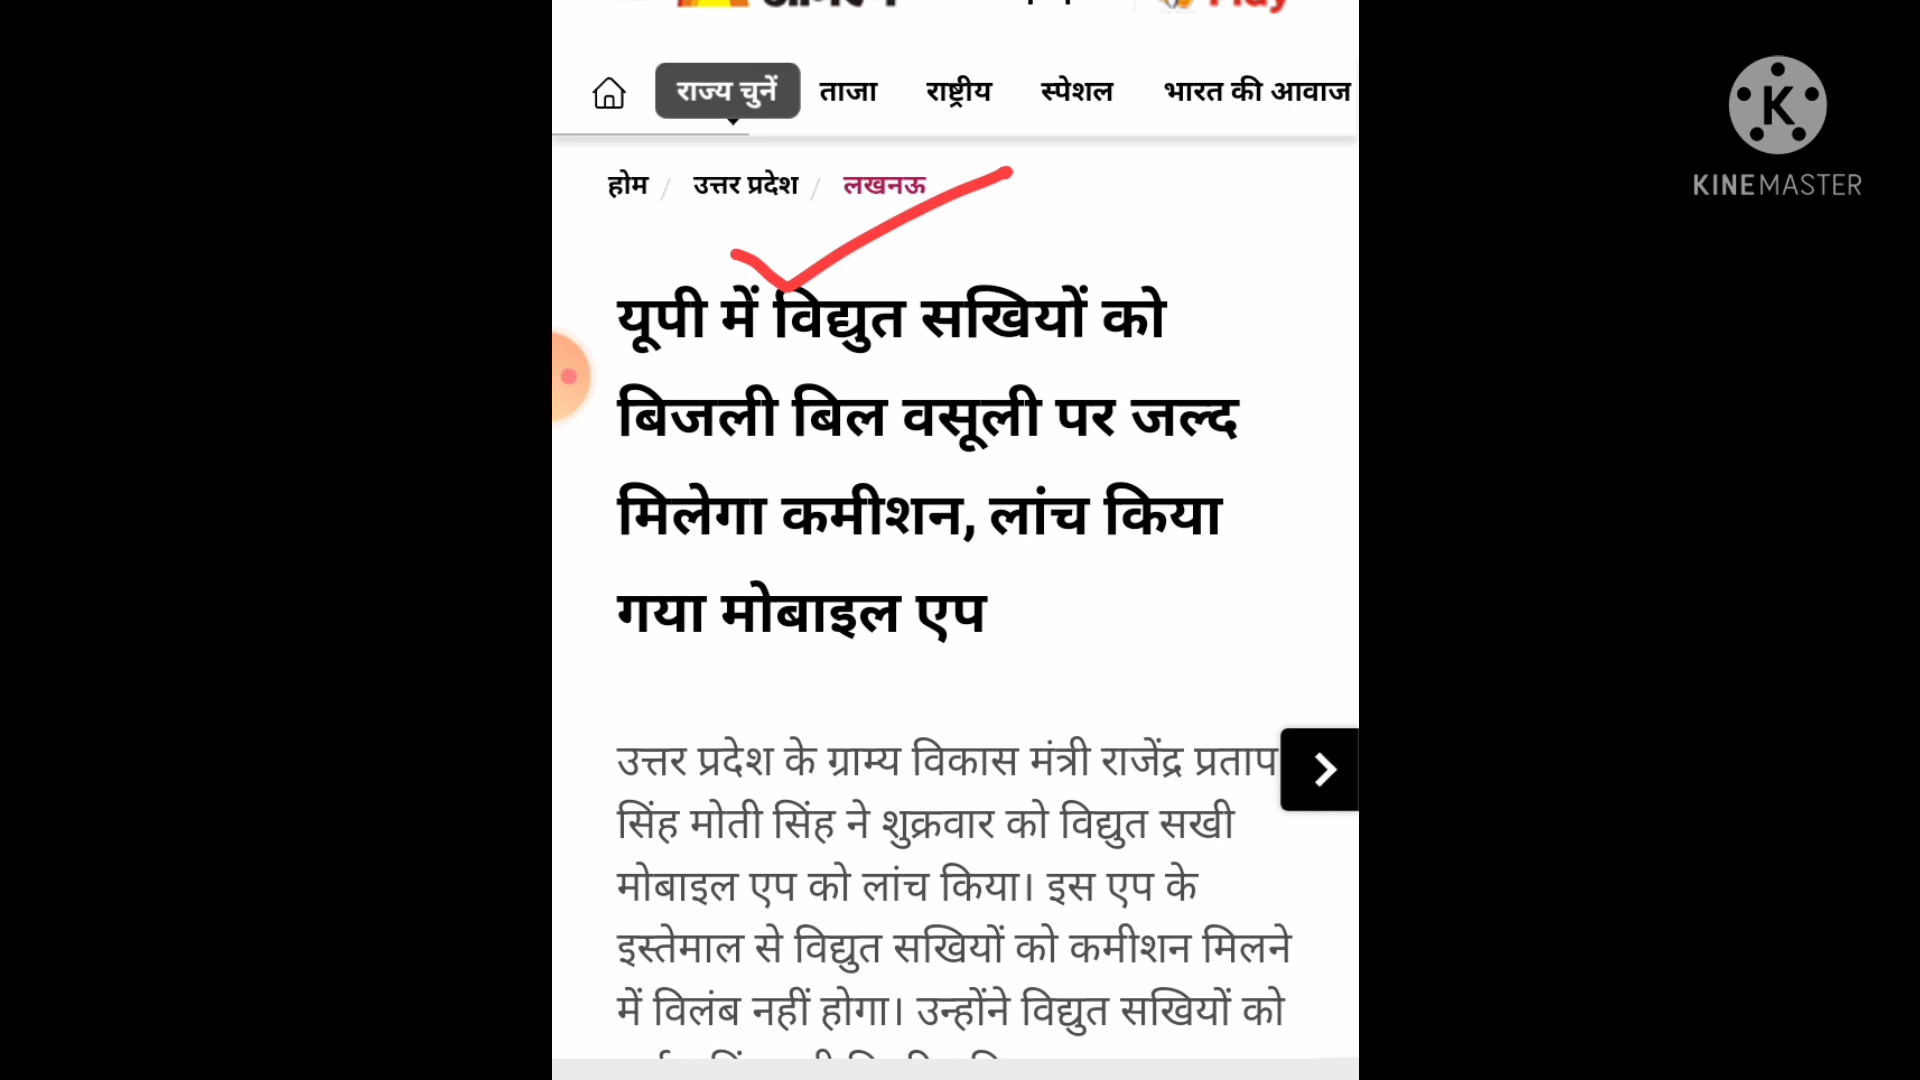 राज्य चुनें ताजा राष्ट्रीय स्पेशल भारत की आवाज
होम / उत्तर प्रदेश / लखनऊ
K
KINEMASTER
यूपी में विद्युत सखियों को
बिजली बिल वसूली पर जल्द
मिलेगा कमीशन, लांच किया
गया मोबाइल एप
उत्तर प्रदेश के ग्राम्य विकास मंत्री राजेंद्र प्रताप
सिंह मोती सिंह ने शुक्रवार को विद्युत सखी
मोबाइल एप को लांच किया। इस एप के
इस्तेमाल से विद्युत सखियों को कमीशन मिलने
में विलंब नहीं होगा। उन्होंने विद्युत सखियों को